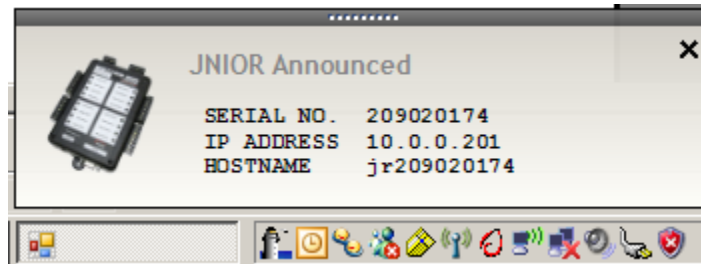 JNIOR Announced
SERIAL NO. 209020174
IP ADDRESS 10.0.0.201
HOSTNAME jr209020174